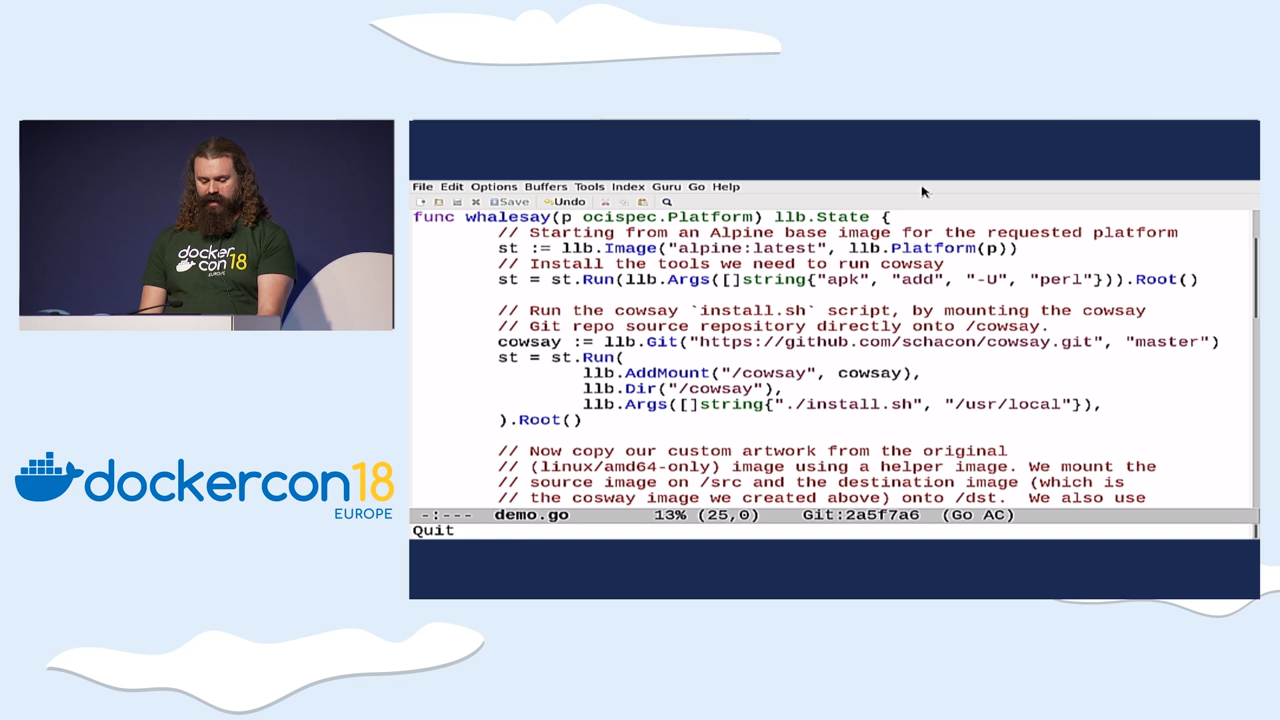 docker
con18
EUROPE
dockercon18
EUROPE
File Edit Options Buffers Tools Index Guru Go Help
Save Undo
func whalesay(p ocispec.Platform) llb.State {
// Starting from an Alpine base image for the requested platform
st := llb.Image("alpine:latest", llb.Platform(p))
// Install the tools we need to run cowsay
st = st.Run(llb.Args([]string{"apk", "add", "-U", "perl"})).Root()
// Run the cowsay `install.sh` script, by mounting the cowsay
// Git repo source repository directly onto /cowsay.
cowsay := llb.Git("https://github.com/schacon/cowsay.git", "master")
st = st.Run(
llb.AddMount("/cowsay", cowsay),
llb.Dir("/cowsay"),
llb.Args([]string{"./install.sh", "/usr/local"}),
).Root()
// Now copy our custom artwork from the original
// (linux/amd64-only) image using a helper image. We mount the
// source image on /src and the destination image (which is
// the cosway image we created above) onto /dst. We also use
-:--- demo.go 13% (25,0) Git:2a5f7a6 (Go AC)
Quit